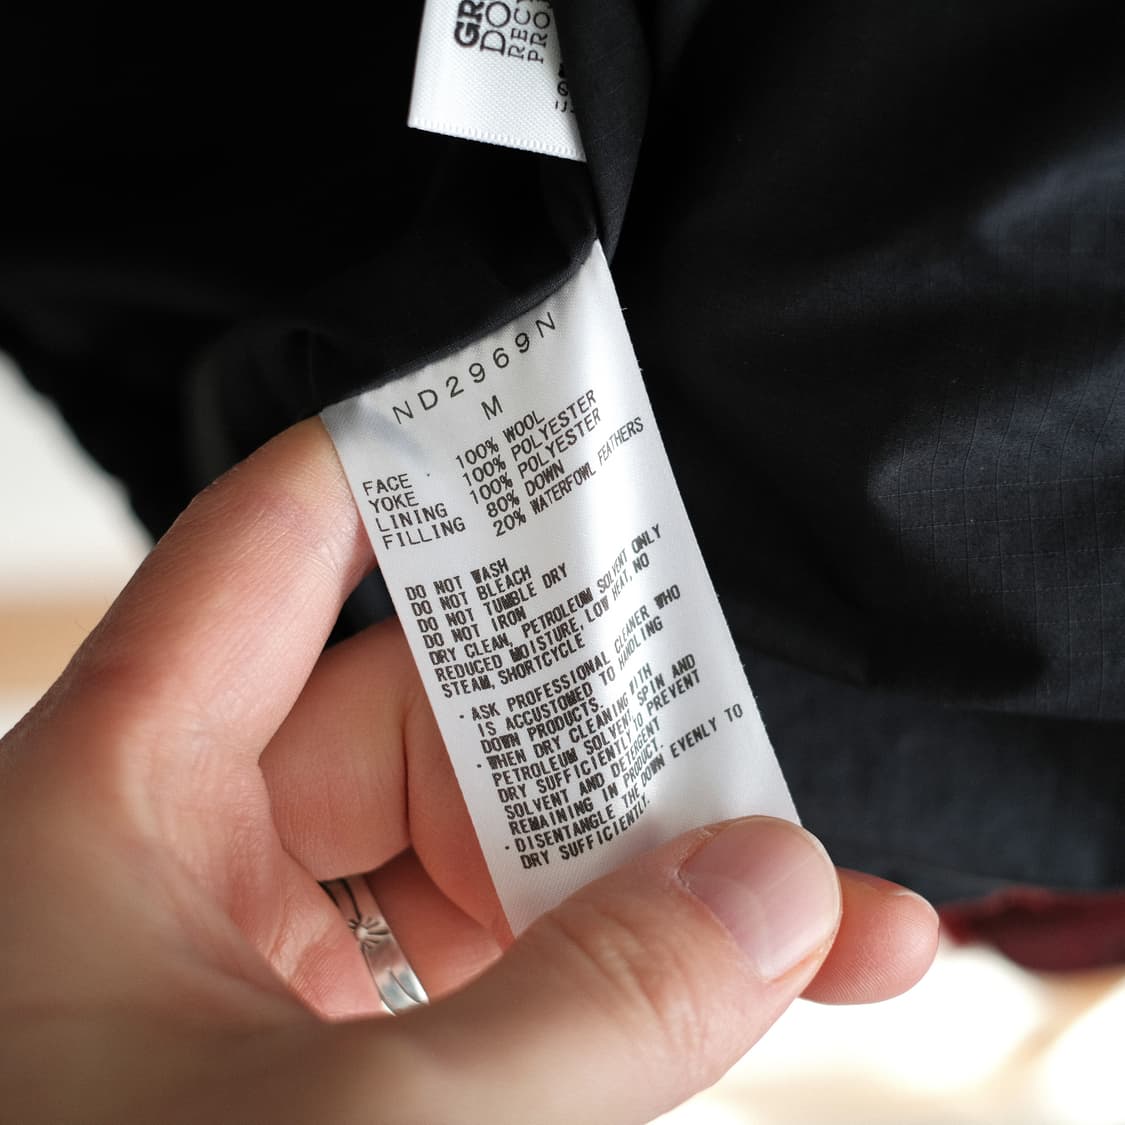 GR
DO
REC
PRO
ND2969N
M
FACE 100% WOOL
YOKE 100% POLYESTER
LINING 100% POLYESTER
FILLING 80% DOWN
20% WATERFOWL FEATHERS
DO NOT WASH
DO NOT BLEACH
DO NOT TUMBLE DRY
DO NOT IRON
DRY CLEAN, PETROLEUM SOLVENT ONLY
REDUCED MOISTURE, LOW HEAT, NO
STEAM, SHORTCYCLE
・ASK PROFESSIONAL CLEANER WHO
IS ACCUSTOMED TO HANDLING
DOWN PRODUCTS.
・WHEN DRY CLEANING WITH
PETROLEUM SOLVENT, SPIN AND
DRY SUFFICIENTLY TO PREVENT
SOLVENT AND DETERGENT
REMAINING IN PRODUCT.
・DISENTANGLE THE DOWN EVENLY TO
DRY SUFFICIENTLY.